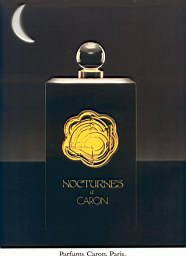 NOCTURNES
de
CARON
Parfums Caron. Paris.